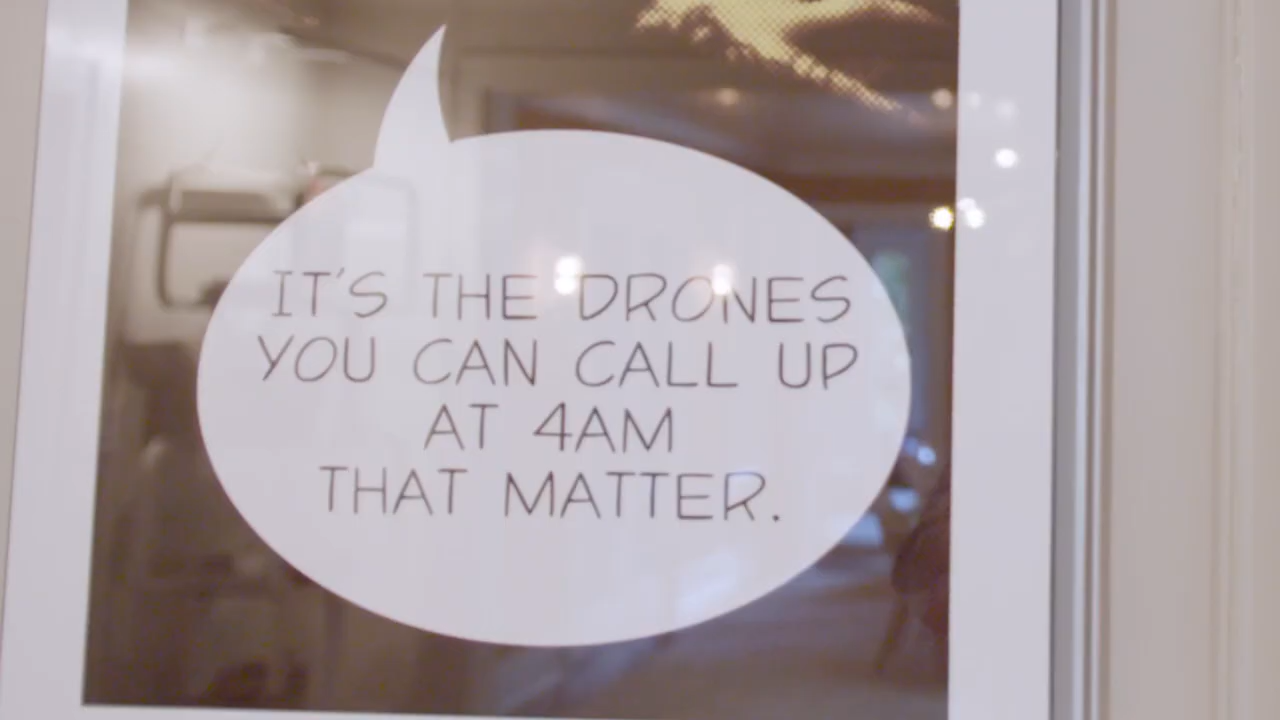 IT'S THE DRONES
YOU CAN CALL UP
AT 4AM
THAT MATTER.